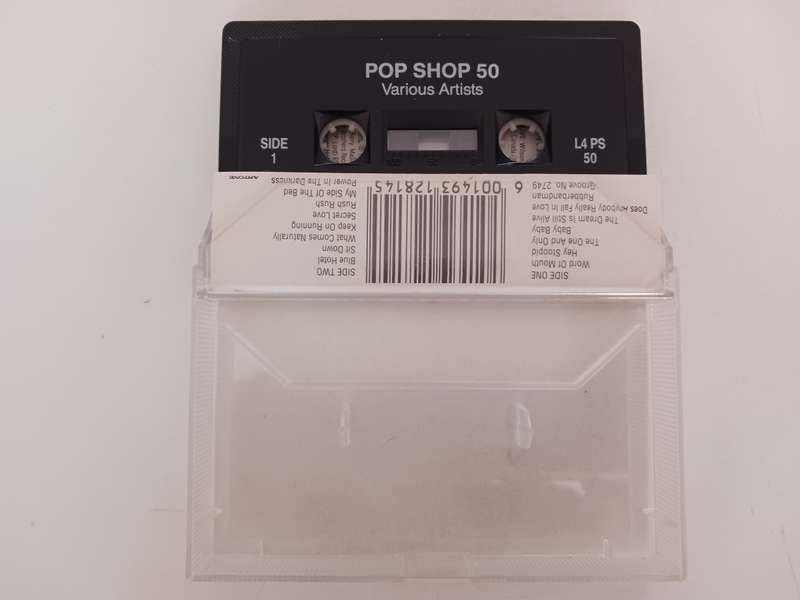 POP SHOP 50
Various Artists
SIDE
1
L4 PS
50
SIDE ONE
Word Of Mouth
Hey Stoopid
The One And Only
Baby Baby
The Dream Is Still Alive
Does Anybody Really Fall In Love
Rubberbandman
Groove No. 2749
6 001493 128145
SIDE TWO
Blue Hotel
Sit Down
What Comes Naturally
Keep On Running
Secret Love
Rush Rush
My Side Of The Bed
Power In The Darkness